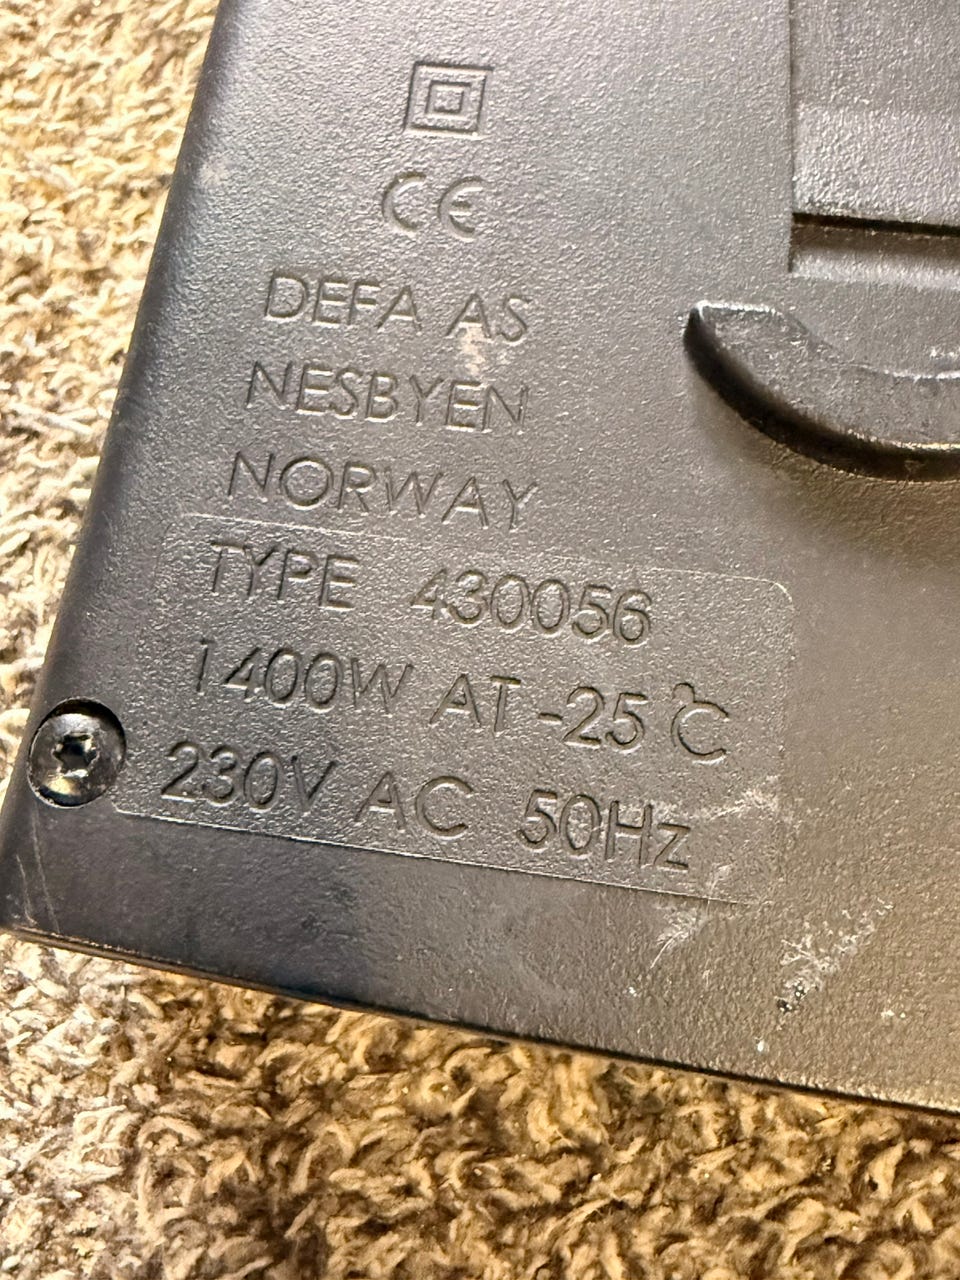 CE
DEFA AS
NESBYEN
NORWAY
TYPE 430056
1400W AT -25°C
230V AC 50Hz